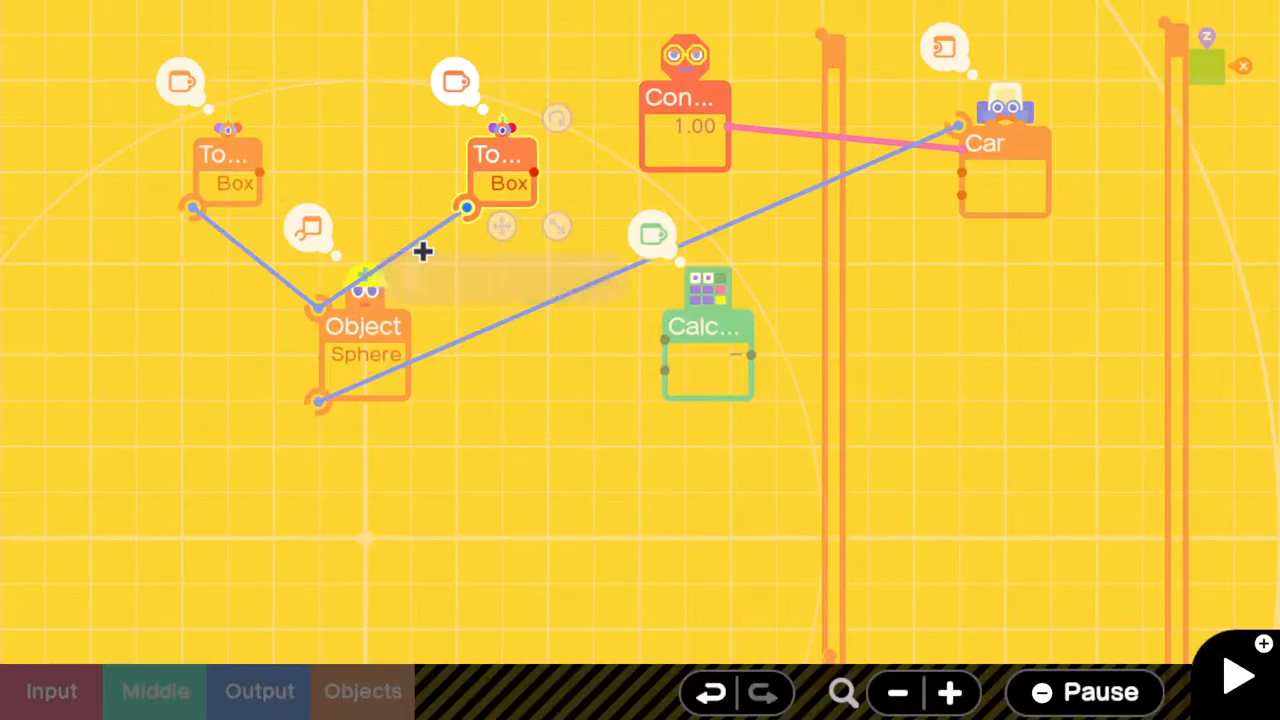 Z
X
Con...
1.00
Car
To...
Box
To...
Box
Object
Sphere
Calc...
Input
Middle
Output
Objects
Pause